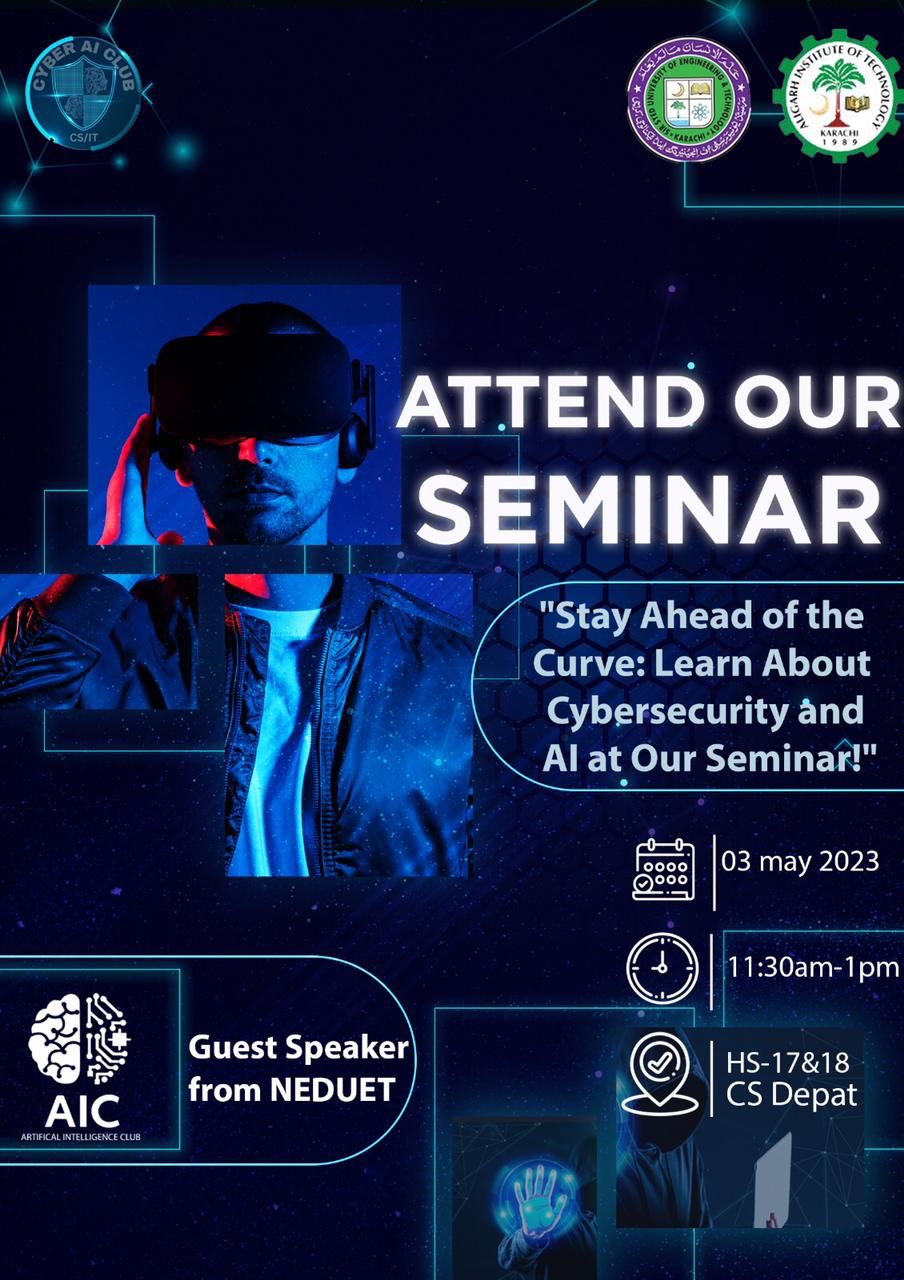 CYBER AI CLUB
CS/IT
SIR SYED UNIVERSITY OF ENGINEERING & TECHNOLOGY
KARACHI
ALIGARH INSTITUTE OF TECHNOLOGY
KARACHI
1989
ATTEND OUR
SEMINAR
"Stay Ahead of the
Curve: Learn About
Cybersecurity and
AI at Our Seminar!"
03 may 2023
11:30am-1pm
HS-17&18
CS Depat
Guest Speaker
from NEDUET
AIC
ARTIFICAL INTELLIGENCE CLUB